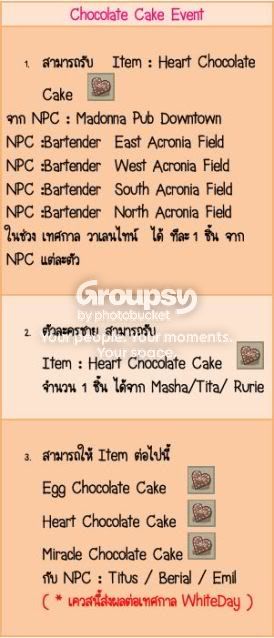 Chocolate Cake Event
1. สามารถรับ Item : Heart Chocolate
Cake
จาก NPC : Madonna Pub Downtown
NPC :Bartender East Acronia Field
NPC :Bartender West Acronia Field
NPC :Bartender South Acronia Field
NPC :Bartender North Acronia Field
ในช่วง เทศกาล วาเลนไทน์ ได้ ทีละ 1 ชิ้น จาก
NPC แต่ละตัว
Groupsy
by photobucket
2. ตัวละครชาย สามารถรับ
Your people. Your moments.
Your space.
Item : Heart Chocolate Cake
จำนวน 1 ชิ้น ได้จาก Masha/Tita/ Rurie
3. สามารถให้ Item ต่อไปนี้
Egg Chocolate Cake
Heart Chocolate Cake
Miracle Chocolate Cake
กับ NPC : Titus / Berial / Emil
( * เควสนี้ส่งผลต่อเทศกาล WhiteDay )